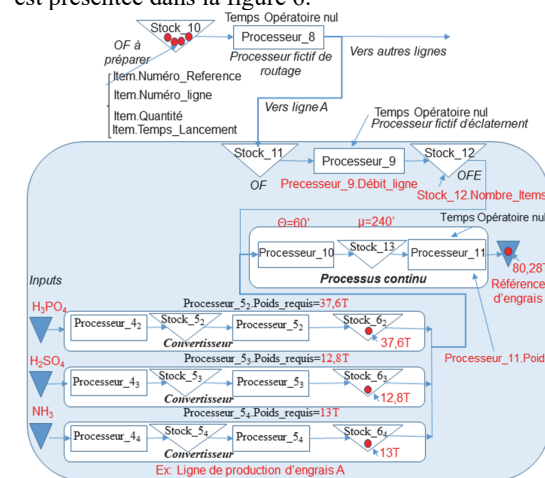 est présentée dans la figure 6.
Temps Opératoire nul
Stock_10
Processeur_8
OF à
préparer
Processeur fictif de
routage
Vers autres lignes
Item.Numéro_Reference
Item.Numéro_ligne
Item.Quantité
Item.Temps_Lancement
Vers ligne A
Temps Opératoire nul
Processeur fictif d'éclatement
Stock_11
Processeur_9
Stock_12
OF
Precesseur_9.Débit_ligne
OFE
Stock_12.Nombre_Items
Temps Opératoire nul
Θ=60'
µ=240'
Processeur_10
Stock_13
Processeur_11
Processus continu
80,28T
Référence
d'engrais
Inputs
H₃PO₄
Processeur_5₂.Poids_requis=37,6T
Processeur_4₂
Stock_5₂
Processeur_5₂
Stock_6₂
Convertisseur
37,6T
Processeur_11.Poid
H₂SO₄
Processeur_5₃.Poids_requis=12,8T
Processeur_4₃
Stock_5₃
Processeur_5₃
Stock_6₃
Convertisseur
12,8T
NH₃
Processeur_5₄.Poids_requis=13T
Processeur_4₄
Stock_5₄
Processeur_5₄
Stock_6₄
Convertisseur
13T
Ex: Ligne de production d'engrais A